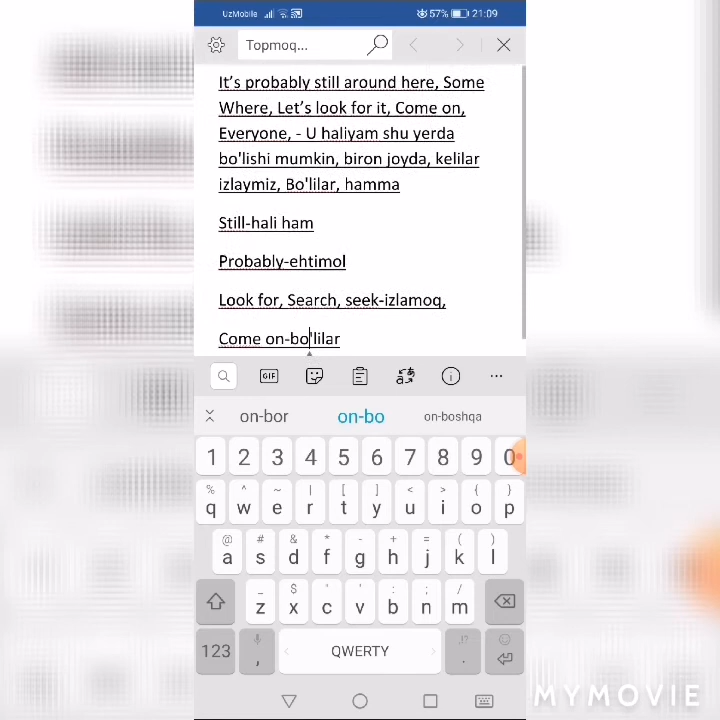 UzMobile 57% 21:09
Topmoq...
It's probably still around here, Some
Where, Let's look for it, Come on,
Everyone, - U haliyam shu yerda
bo'lishi mumkin, biron joyda, kelilar
izlaymiz, Bo'lilar, hamma
Still-hali ham
Probably-ehtimol
Look for, Search, seek-izlamoq,
Come on-bo'lilar
GIF
on-bor on-bo on-boshqa
1 2 3 4 5 6 7 8 9 0
% ^ ~ | [ ] < > { }
q w e r t y u i o p
@ # & * - + = ( )
a s d f g h j k l
_ $ " ' : ; /
z x c v b n m
123 , QWERTY . ,!?
MYMOVIE